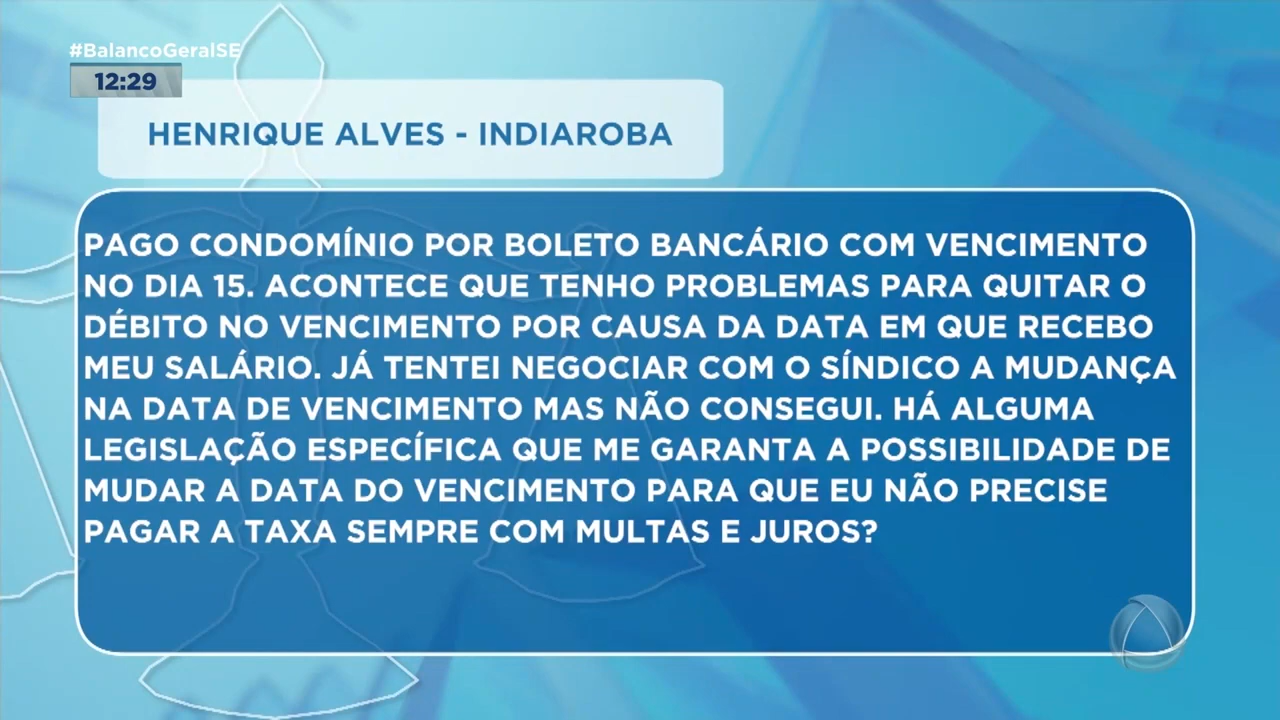 #BalancoGeralSE
12:29
HENRIQUE ALVES - INDIAROBA
PAGO CONDOMÍNIO POR BOLETO BANCÁRIO COM VENCIMENTO
NO DIA 15. ACONTECE QUE TENHO PROBLEMAS PARA QUITAR O
DÉBITO NO VENCIMENTO POR CAUSA DA DATA EM QUE RECEBO
MEU SALÁRIO. JÁ TENTEI NEGOCIAR COM O SÍNDICO A MUDANÇA
NA DATA DE VENCIMENTO MAS NÃO CONSEGUI. HÁ ALGUMA
LEGISLAÇÃO ESPECÍFICA QUE ME GARANTA A POSSIBILIDADE DE
MUDAR A DATA DO VENCIMENTO PARA QUE EU NÃO PRECISE
PAGAR A TAXA SEMPRE COM MULTAS E JUROS?